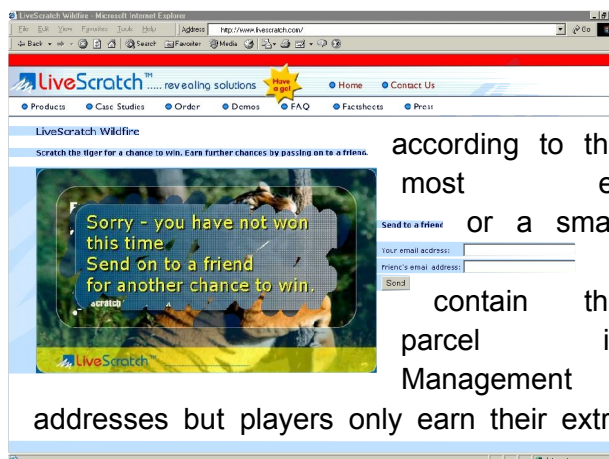 LiveScratch Wildfire - Microsoft Internet Explorer
File Edit View Favorites Tools Help Address http://www.livescratch.com/ Go
Back Search Favorites Media
LiveScratch™ ..... revealing solutions Have a go! Home Contact Us
Products Case Studies Order Demos FAQ Factsheets Press
LiveScratch Wildfire
Scratch the tiger for a chance to win. Earn further chances by passing on to a friend.
according to th
most e
Sorry - you have not won
this time
Send on to a friend
for another chance to win.
scratch
LiveScratch™
Send to a friend
or a sma
Your email address:
Friend's email address:
Send
contain th
parcel i
Management
addresses but players only earn their extr